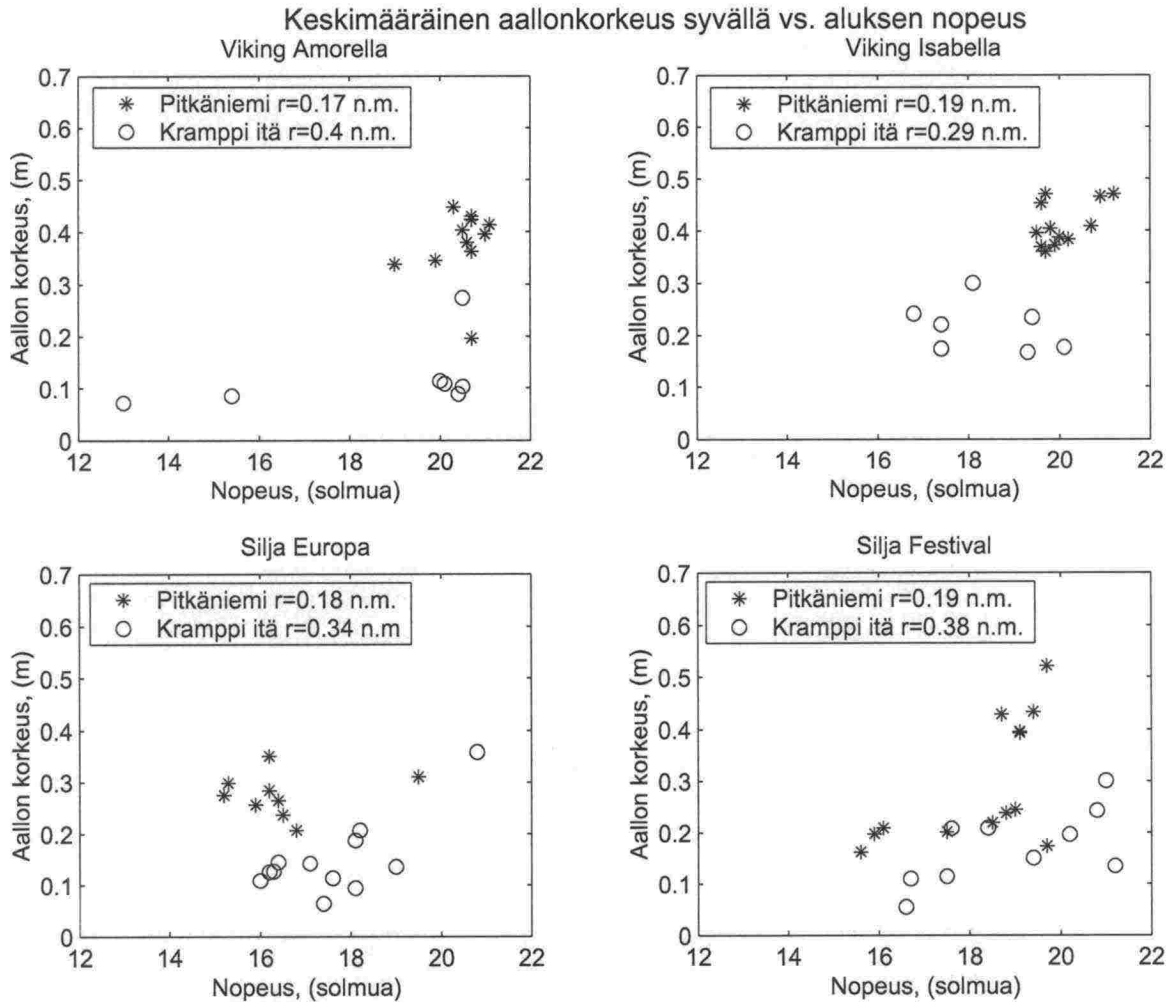 Keskimääräinen aallonkorkeus syvällä vs. aluksen nopeus
Viking Amorella
0.7
0.6
0.5
0.4
0.3
0.2
0.1
0
Aallon korkeus, (m)
Pitkäniemi r=0.17 n.m.
Kramppi itä r=0.4 n.m.
12 14 16 18 20 22
Nopeus, (solmua)
Viking Isabella
0.7
0.6
0.5
0.4
0.3
0.2
0.1
0
Aallon korkeus, (m)
Pitkäniemi r=0.19 n.m.
Kramppi itä r=0.29 n.m.
12 14 16 18 20 22
Nopeus, (solmua)
Silja Europa
0.7
0.6
0.5
0.4
0.3
0.2
0.1
0
Aallon korkeus, (m)
Pitkäniemi r=0.18 n.m.
Kramppi itä r=0.34 n.m
12 14 16 18 20 22
Nopeus, (solmua)
Silja Festival
0.7
0.6
0.5
0.4
0.3
0.2
0.1
0
Aallon korkeus, (m)
Pitkäniemi r=0.19 n.m.
Kramppi itä r=0.38 n.m.
12 14 16 18 20 22
Nopeus, (solmua)